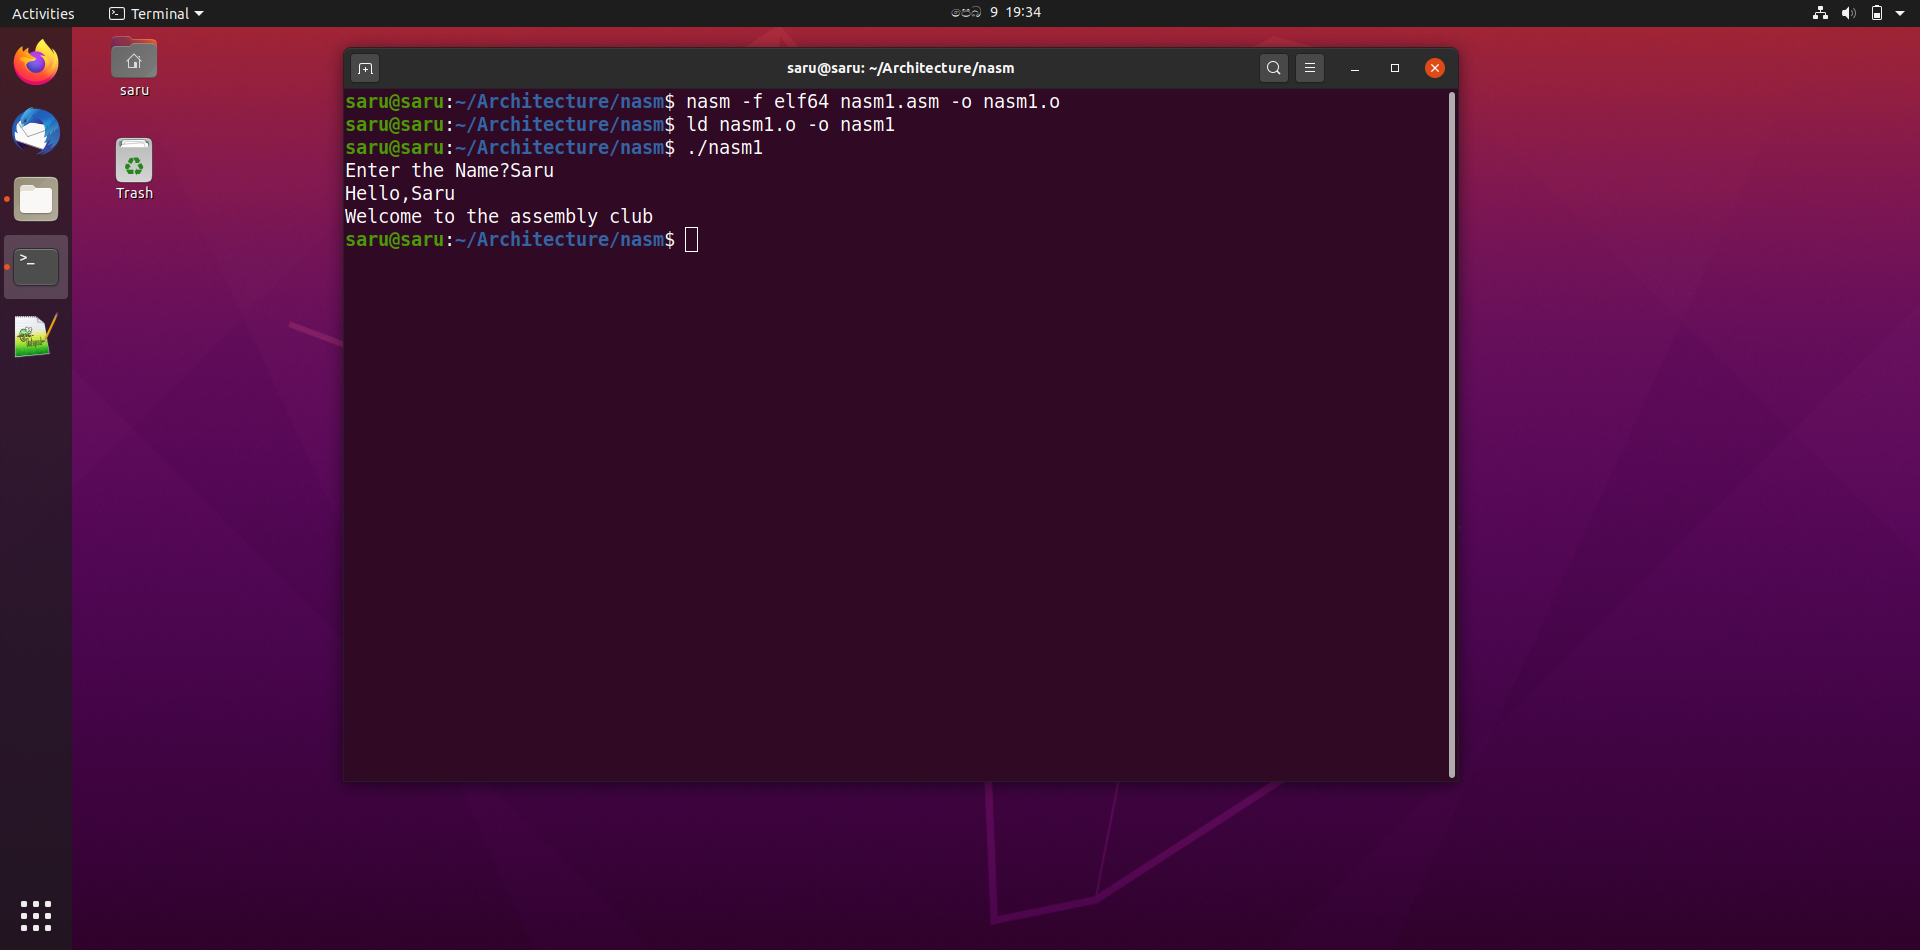 Activities
Terminal
පෙබ 9 19:34
saru
Trash
saru@saru: ~/Architecture/nasm
saru@saru:~/Architecture/nasm$ nasm -f elf64 nasm1.asm -o nasm1.o
saru@saru:~/Architecture/nasm$ ld nasm1.o -o nasm1
saru@saru:~/Architecture/nasm$ ./nasm1
Enter the Name?Saru
Hello,Saru
Welcome to the assembly club
saru@saru:~/Architecture/nasm$